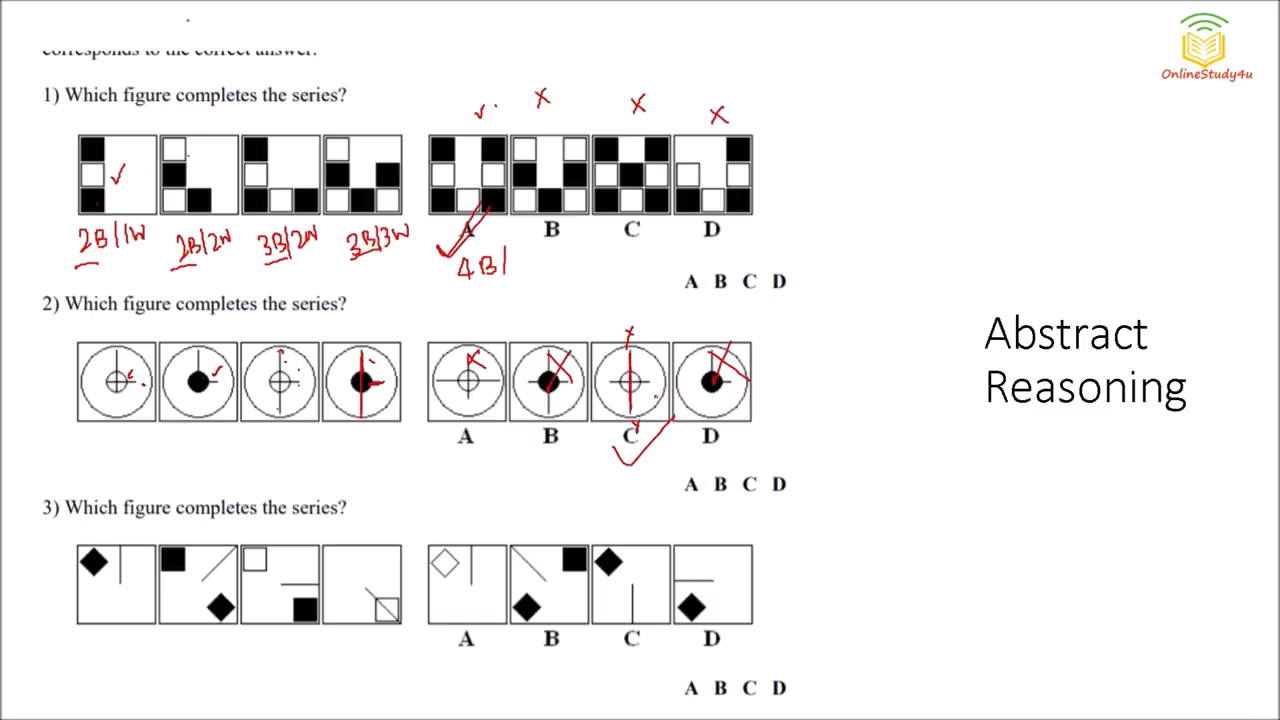 corresponds to the correct answer.
OnlineStudy4u
1) Which figure completes the series?
2B/1W 2B/2W 3B/2W 3B/3W
A B C D
4B/
A B C D
2) Which figure completes the series?
A B C D
A B C D
3) Which figure completes the series?
A B C D
A B C D
Abstract
Reasoning